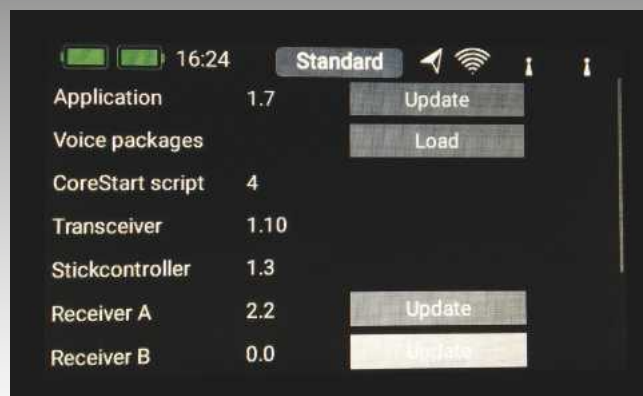 16:24 Standard
Application 1.7 Update
Voice packages Load
CoreStart script 4
Transceiver 1.10
Stickcontroller 1.3
Receiver A 2.2 Update
Receiver B 0.0 Update